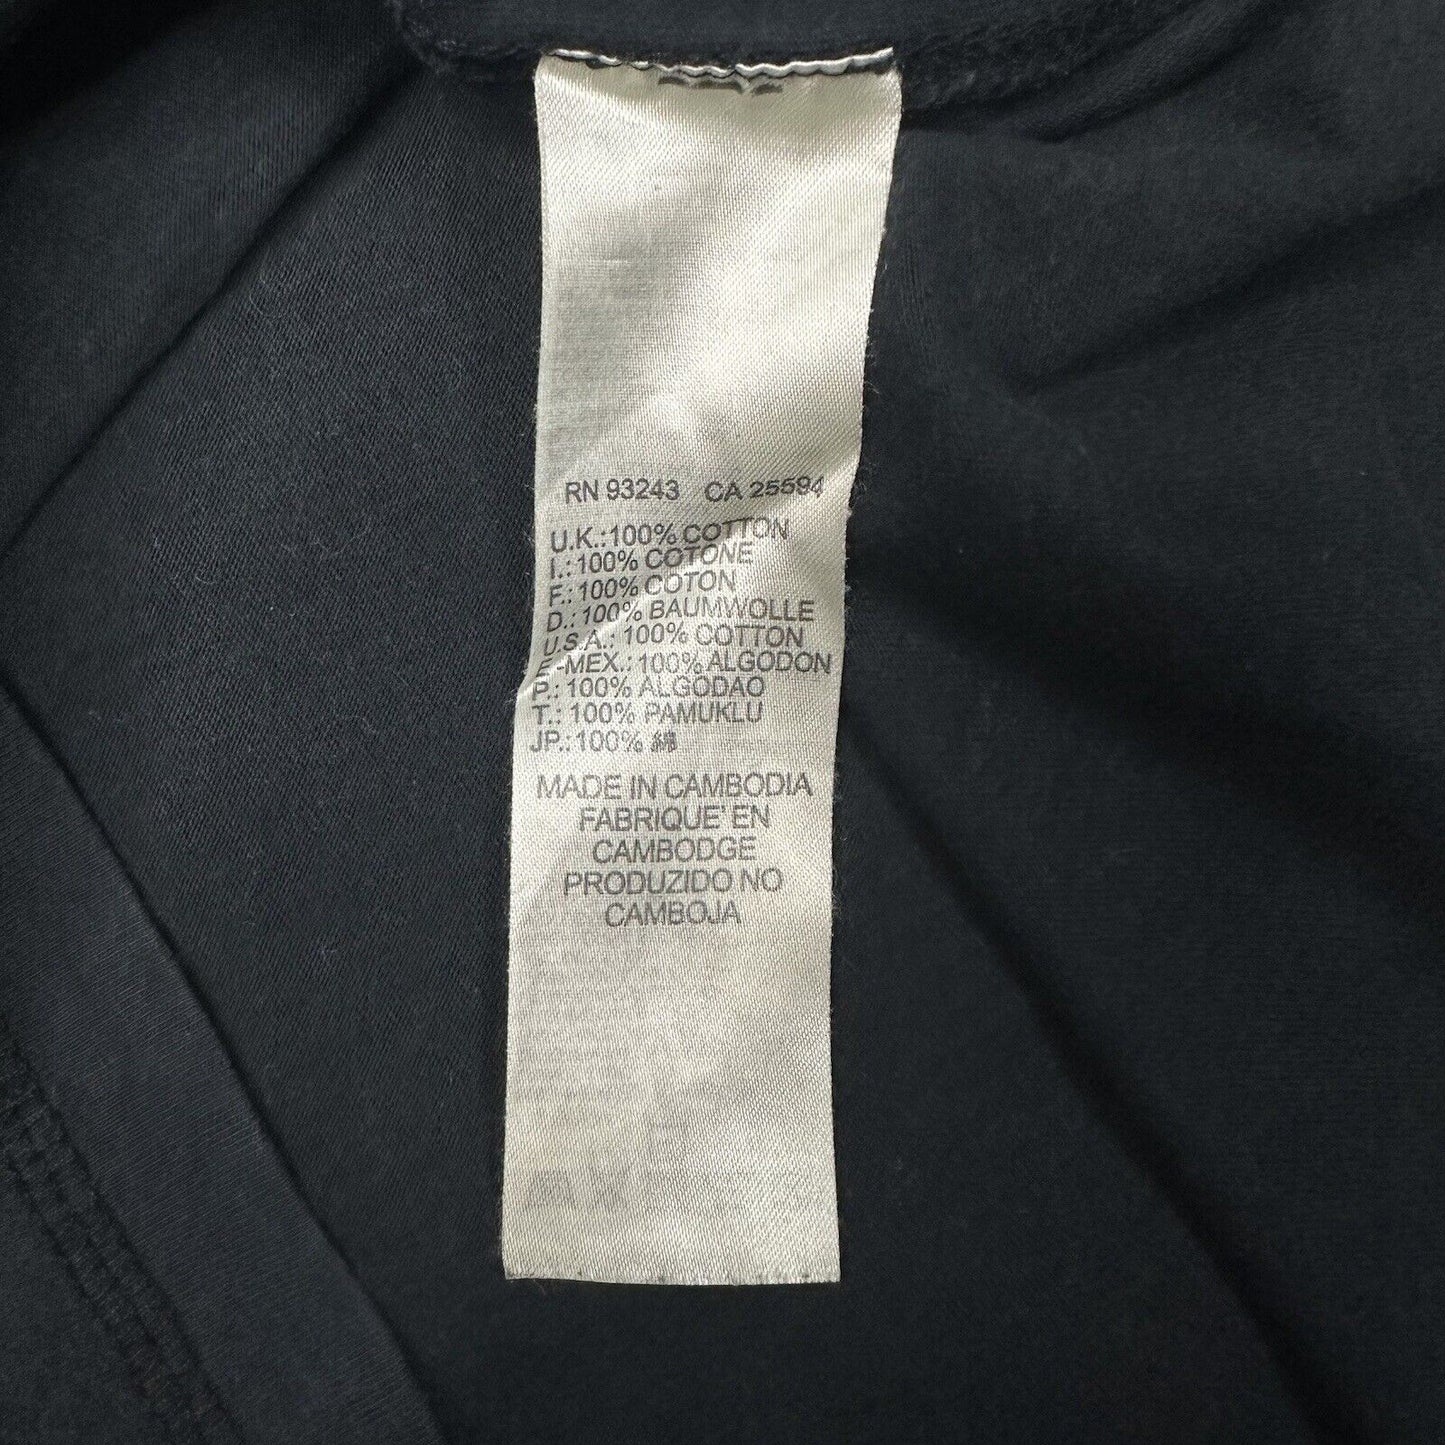 RN 93243 CA 25594
U.K.:100% COTTON
I.:100% COTONE
F.:100% COTON
D.:100% BAUMWOLLE
U.S.A.: 100% COTTON
E-MEX.:100% ALGODON
P.:100% ALGODAO
T.:100% PAMUKLU
JP.:100% 綿
MADE IN CAMBODIA
FABRIQUE' EN
CAMBODGE
PRODUZIDO NO
CAMBOJA